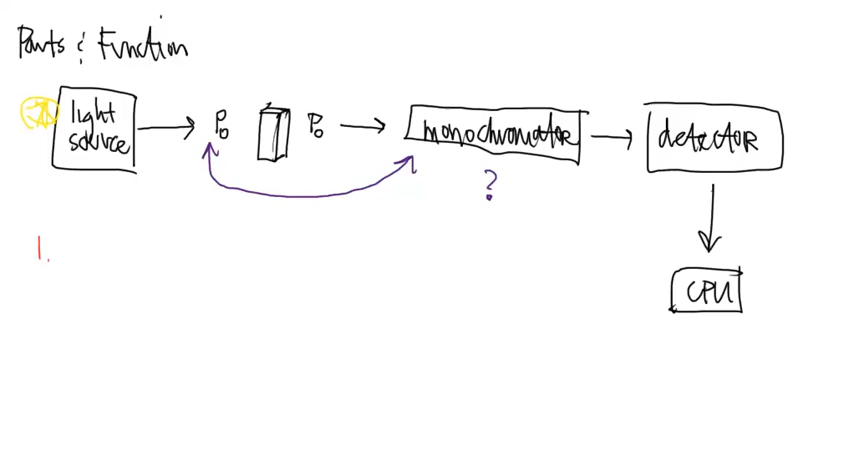 Parts & Function
light source
P₀
P₀
monochromator
detector
?
1.
CPU